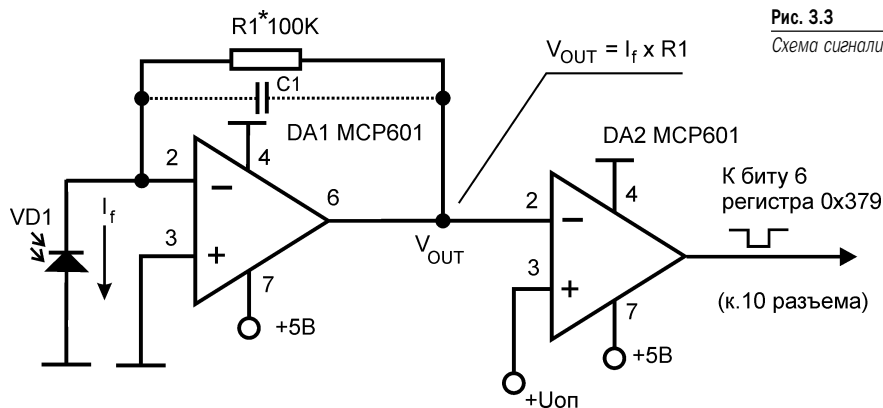 Рис. 3.3
Схема сигнали
R1*100K
C1
V_OUT = I_f x R1
DA1 MCP601
DA2 MCP601
2
4
6
3
7
VD1
I_f
+5В
V_OUT
2
4
3
7
+5В
+Uоп
К биту 6
регистра 0x379
(к.10 разъема)